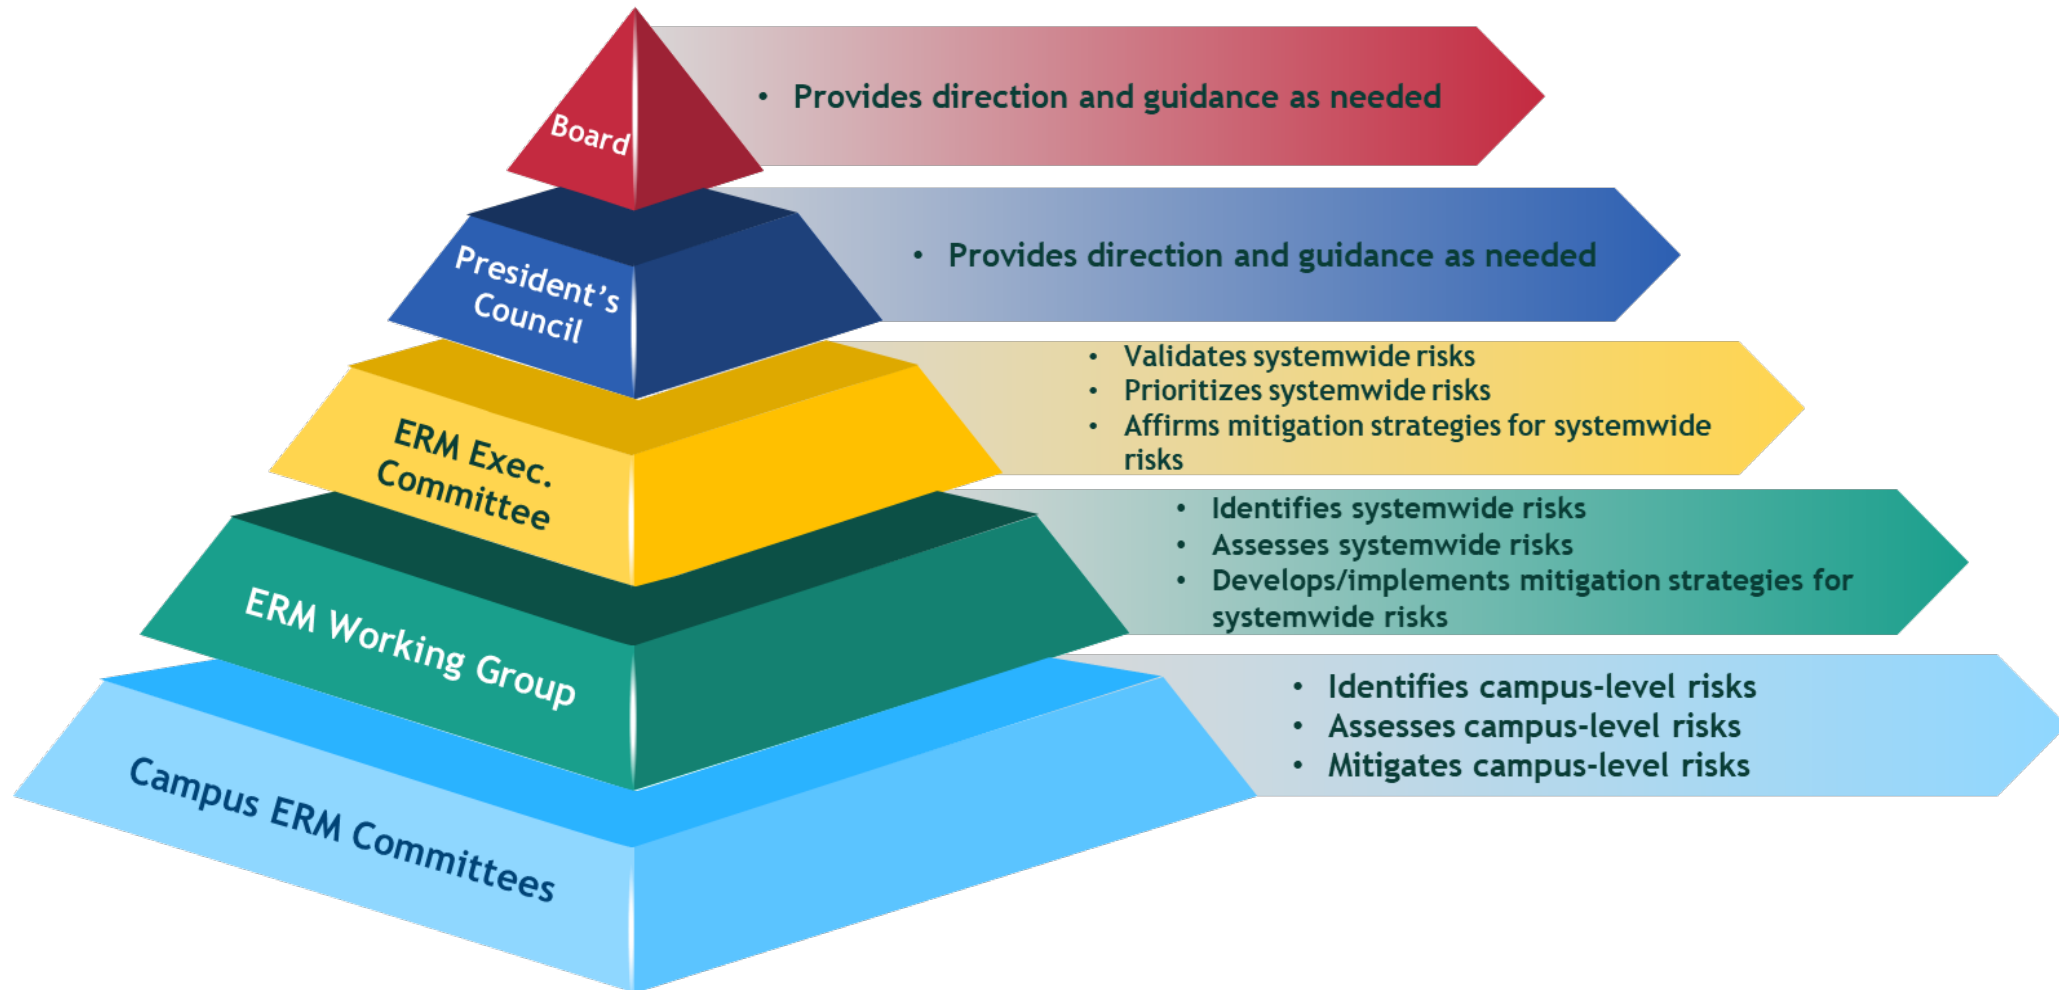 Board
• Provides direction and guidance as needed
President’s
Council
• Provides direction and guidance as needed
ERM Exec.
Committee
• Validates systemwide risks
• Prioritizes systemwide risks
• Affirms mitigation strategies for systemwide
risks
ERM Working Group
• Identifies systemwide risks
• Assesses systemwide risks
• Develops/implements mitigation strategies for
systemwide risks
Campus ERM Committees
• Identifies campus-level risks
• Assesses campus-level risks
• Mitigates campus-level risks